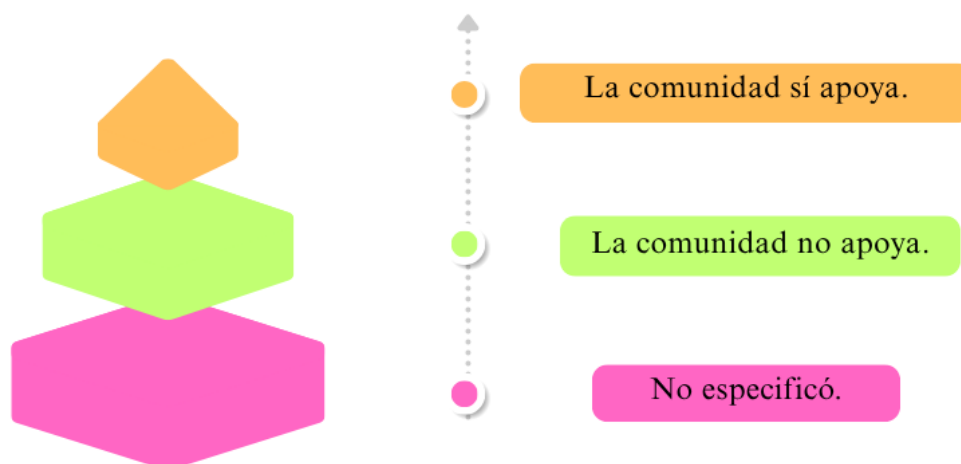 La comunidad sí apoya.
La comunidad no apoya.
No especificó.